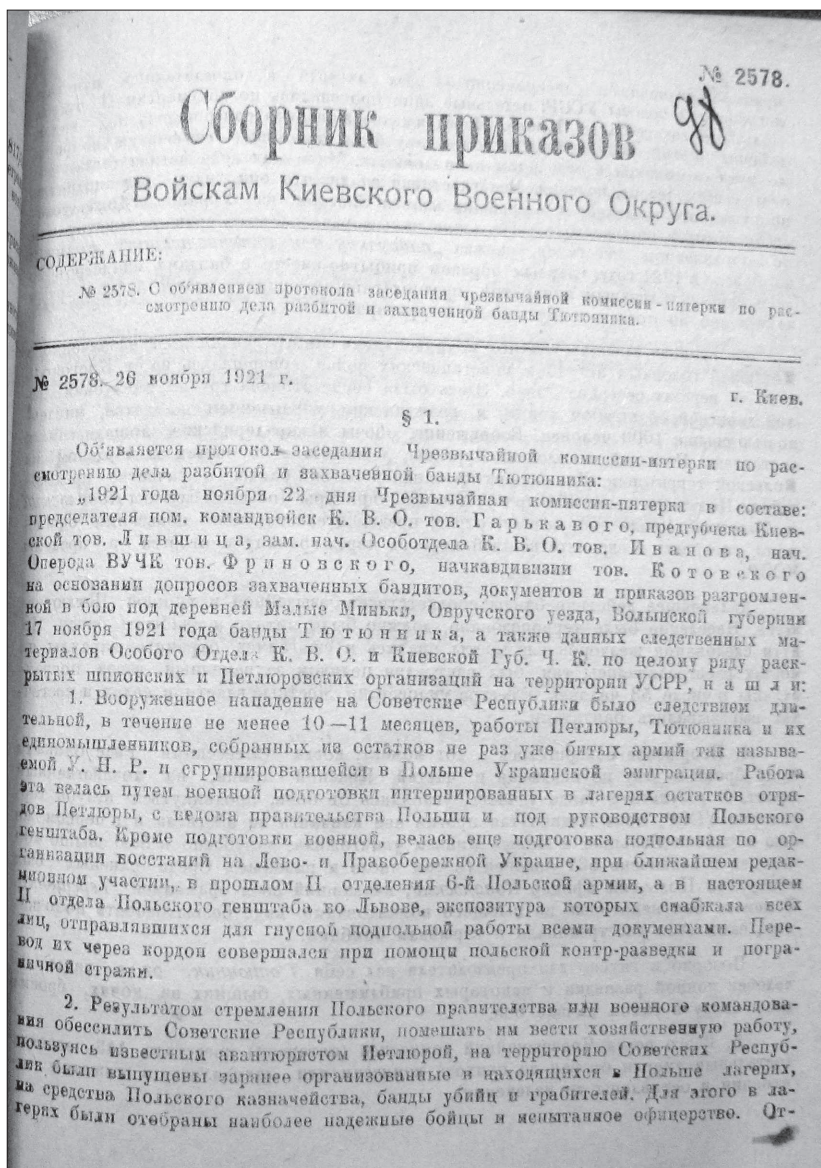 № 2578.
Сборник приказов
Войскам Киевского Военного Округа.
СОДЕРЖАНИЕ:
№ 2578. С об'явлением протокола заседания чрезвычайной комиссии-пятерки по рас-
смотрению дела разбитой и захваченной банды Тютюнника.
№ 2578. 26 ноября 1921 г.
г. Киев.
§ 1.
Об'является протокол заседания Чрезвычайной комиссии-пятерки по рас-
смотрению дела разбитой и захваченной банды Тютюнника:
„1921 года ноября 22 дня Чрезвычайная комиссия-пятерка в составе:
председателя пом. командвойск К. В. О. тов. Гарькавого, предгубчека Киев-
ской тов. Лившица, зам. нач. Особотдела К. В. О. тов. Иванова, нач.
Оперода ВУЧК тов. Фриновского, начкавдивизии тов. Котовского
на основании допросов захваченных бандитов, документов и приказов разгромлен-
ной в бою под деревней Малые Миньки, Овручского уезда, Волынской губернии
17 ноября 1921 года банды Тютюнника, а также данных следственных ма-
териалов Особого Отдела К. В. О. и Киевской Губ. Ч. К. по целому ряду раск-
рытых шпионских и Петлюровских организаций на территории УСРР, нашли:
1. Вооруженное нападение на Советские Республики было следствием дли-
тельной, в течение не менее 10—11 месяцев, работы Петлюры, Тютюнника и их
единомышленников, собранных из остатков не раз уже битых армий так называ-
емой У. Н. Р. и сгруппировавшейся в Польше Украинской эмиграции. Работа
эта велась путем военной подготовки интернированных в лагерях остатков отря-
дов Петлюры, с ведома правительства Польши и под руководством Польского
генштаба. Кроме подготовки военной, велась еще подготовка подпольная по ор-
ганизации восстаний на Лево- и Правобережной Украине, при ближайшем редак-
ционном участии, в прошлом II отделения 6-й Польской армии, а в настоящем
II отдела Польского генштаба во Львове, экспозитура которых снабжала всех
лиц, отправлявшихся для гнусной подпольной работы всеми документами. Пере-
вод их через кордон совершался при помощи польской контр-разведки и погра-
ничной стражи.
2. Результатом стремления Польского правителства или военного командова-
ния обессилить Советские Республики, помешать им вести хозяйственную работу,
пользуясь известным авантюристом Петлюрой, на территорию Советских Респуб-
лик были выпущены заранее организованные в находящихся в Польше лагерях,
на средства Польского казначейства, банды убийц и грабителей. Для этого в ла-
герях были отобраны наиболее надежные бойцы и испытанное офицерство. От-